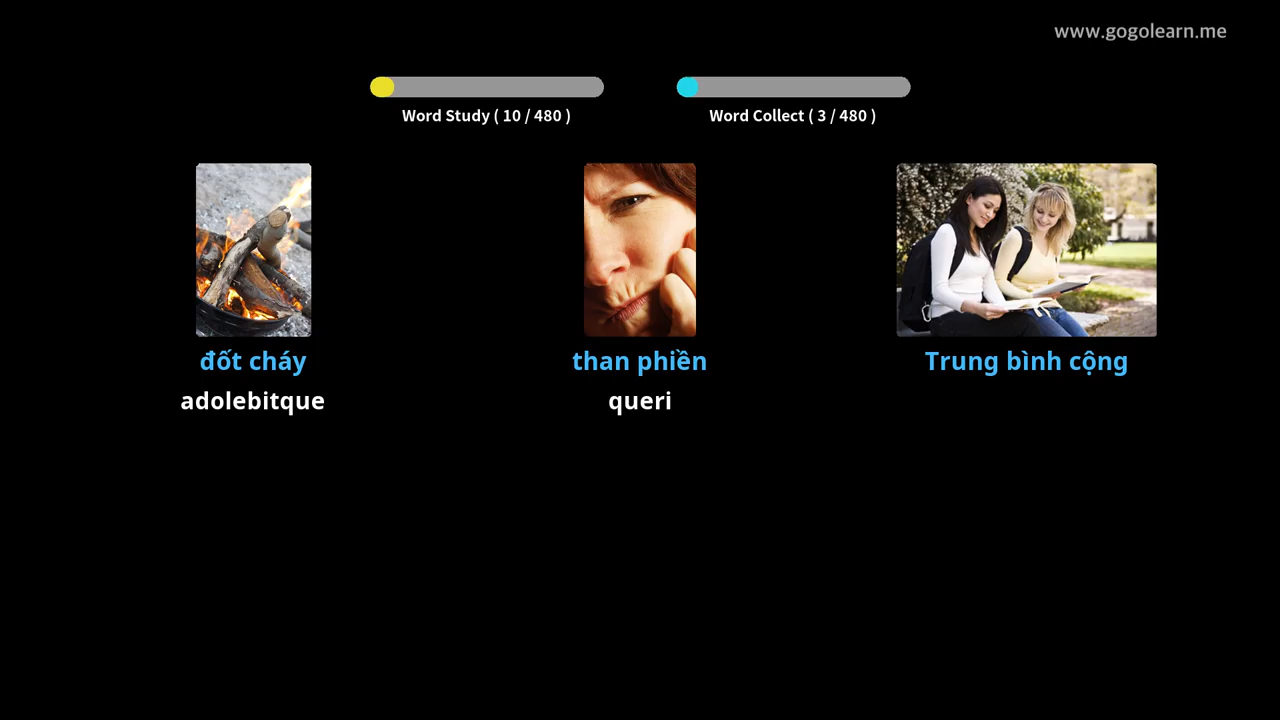 www.gogolearn.me
Word Study ( 10 / 480 )
Word Collect ( 3 / 480 )
đốt cháy
than phiền
Trung bình cộng
adolebitque
queri